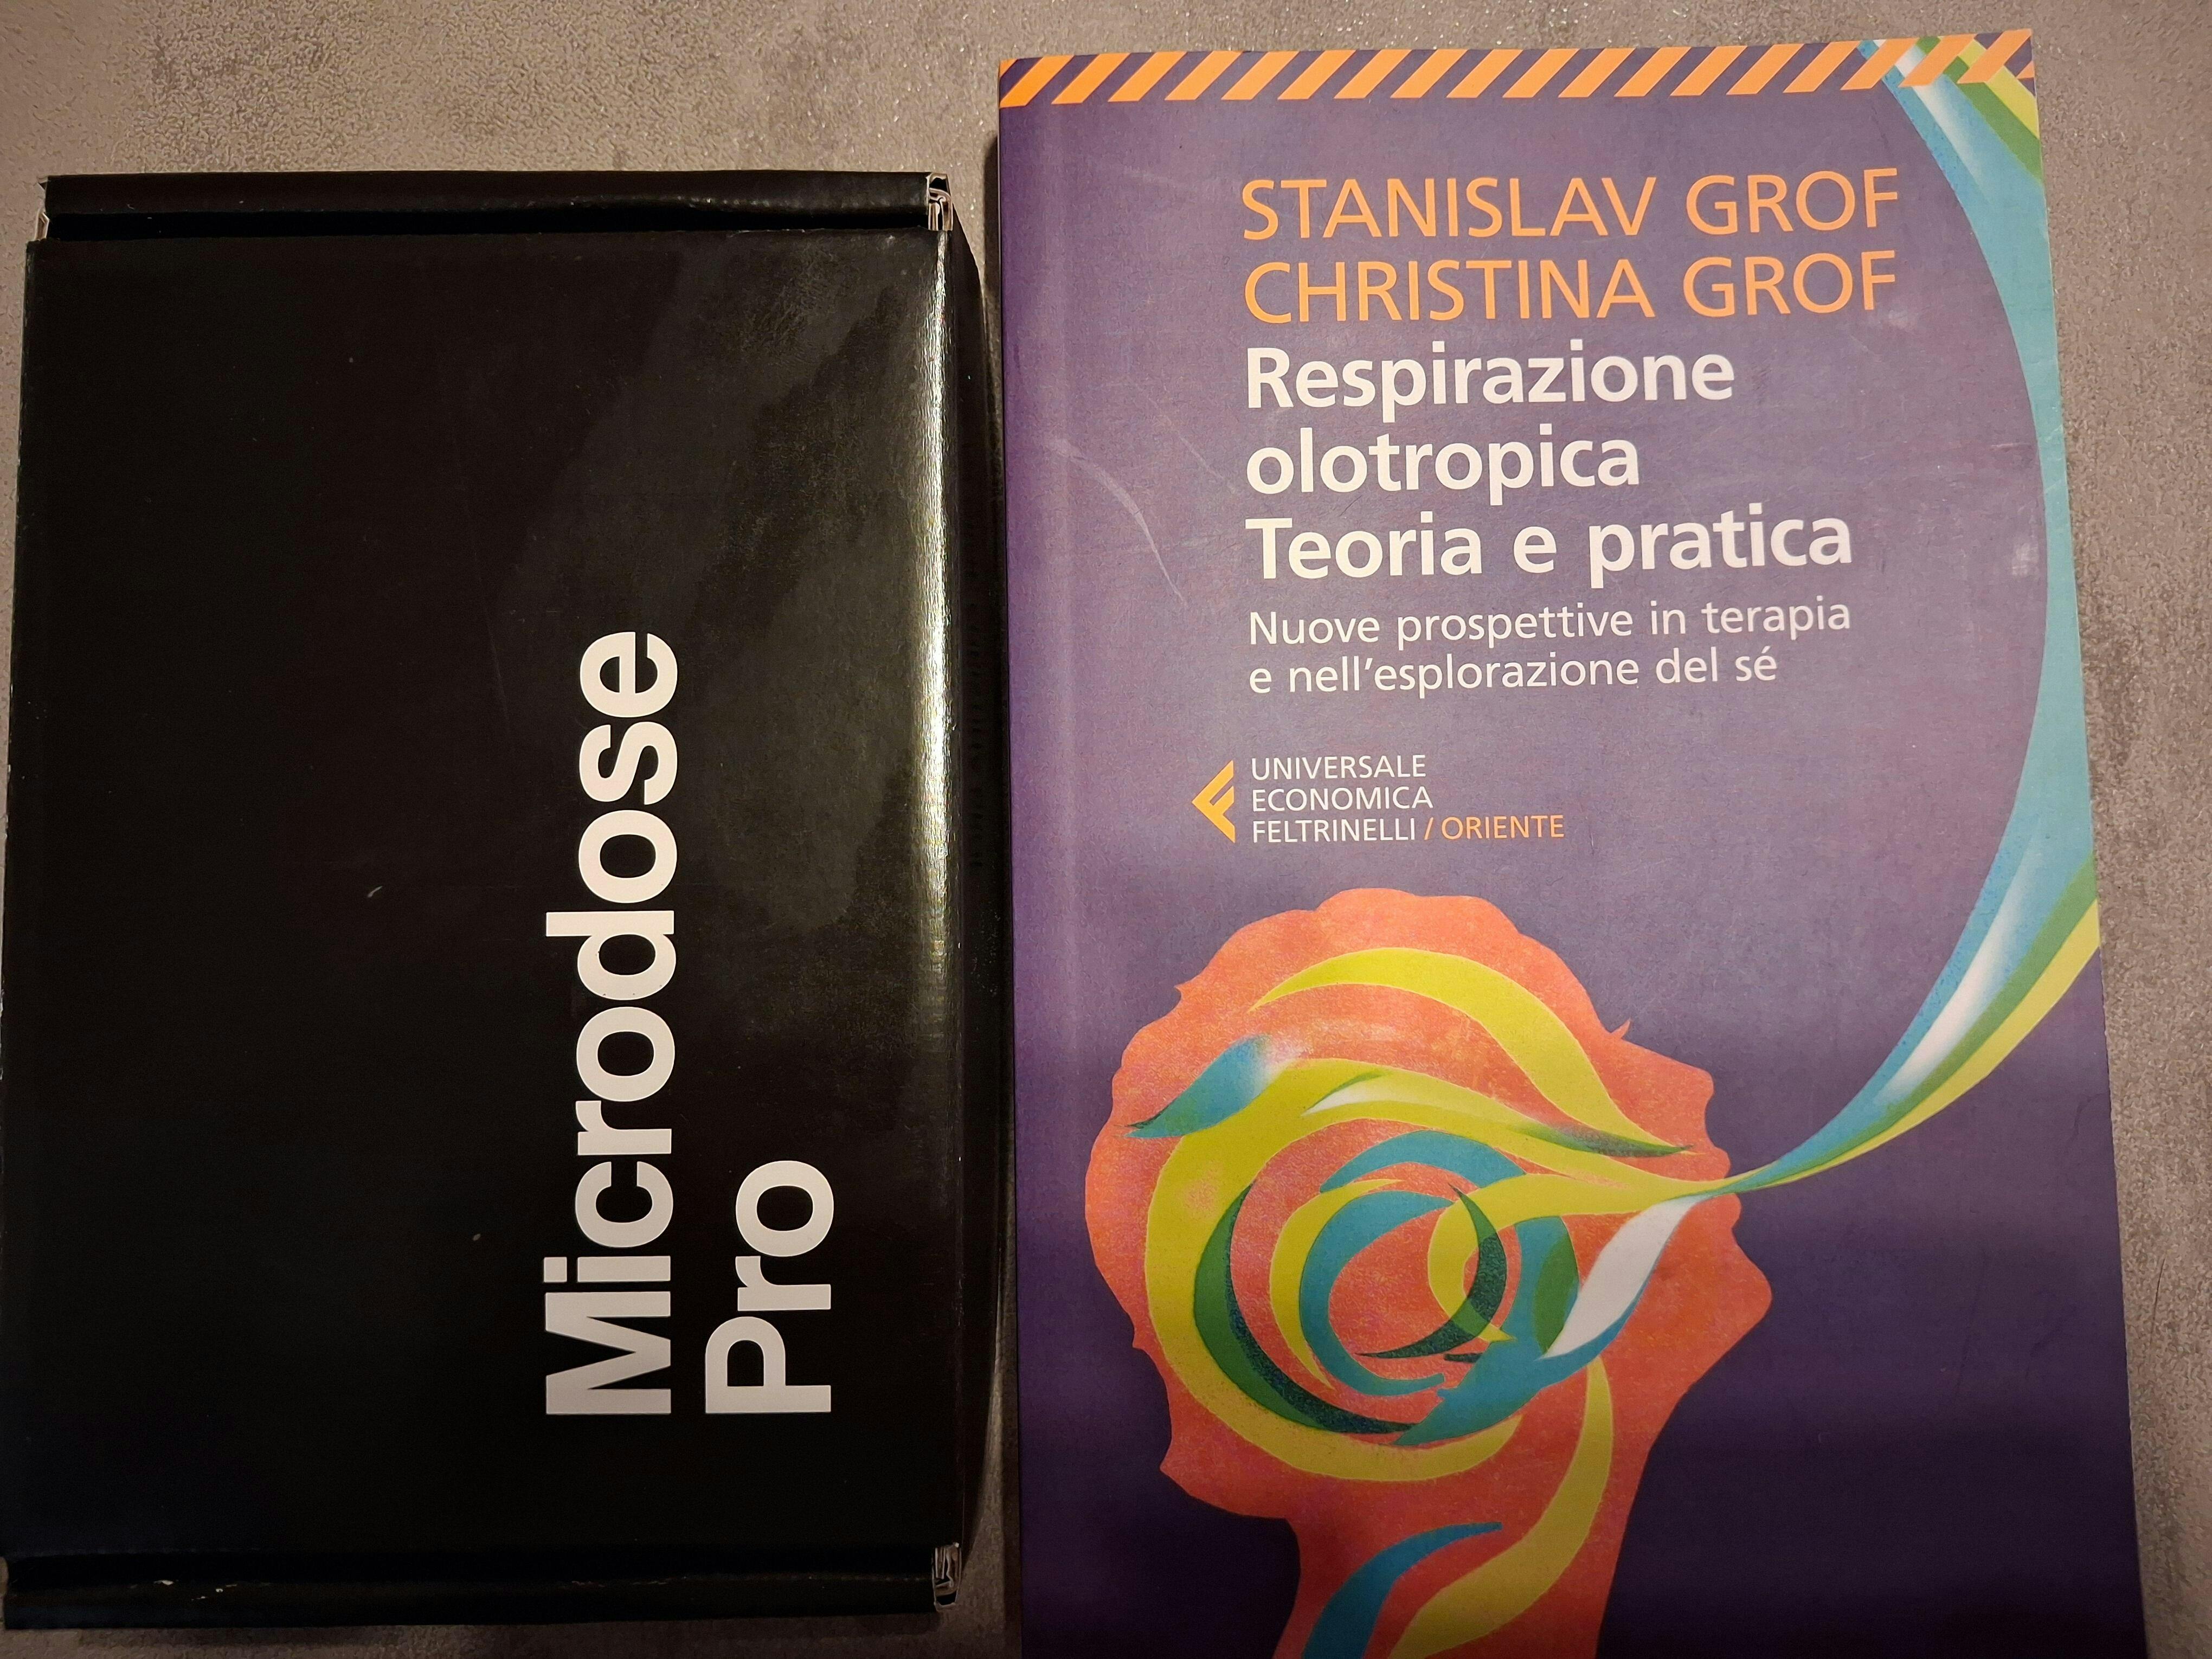 Microdose
Pro
STANISLAV GROF
CHRISTINA GROF
Respirazione
olotropica
Teoria e pratica
Nuove prospettive in terapia
e nell'esplorazione del sé
UNIVERSALE
ECONOMICA
FELTRINELLI / ORIENTE